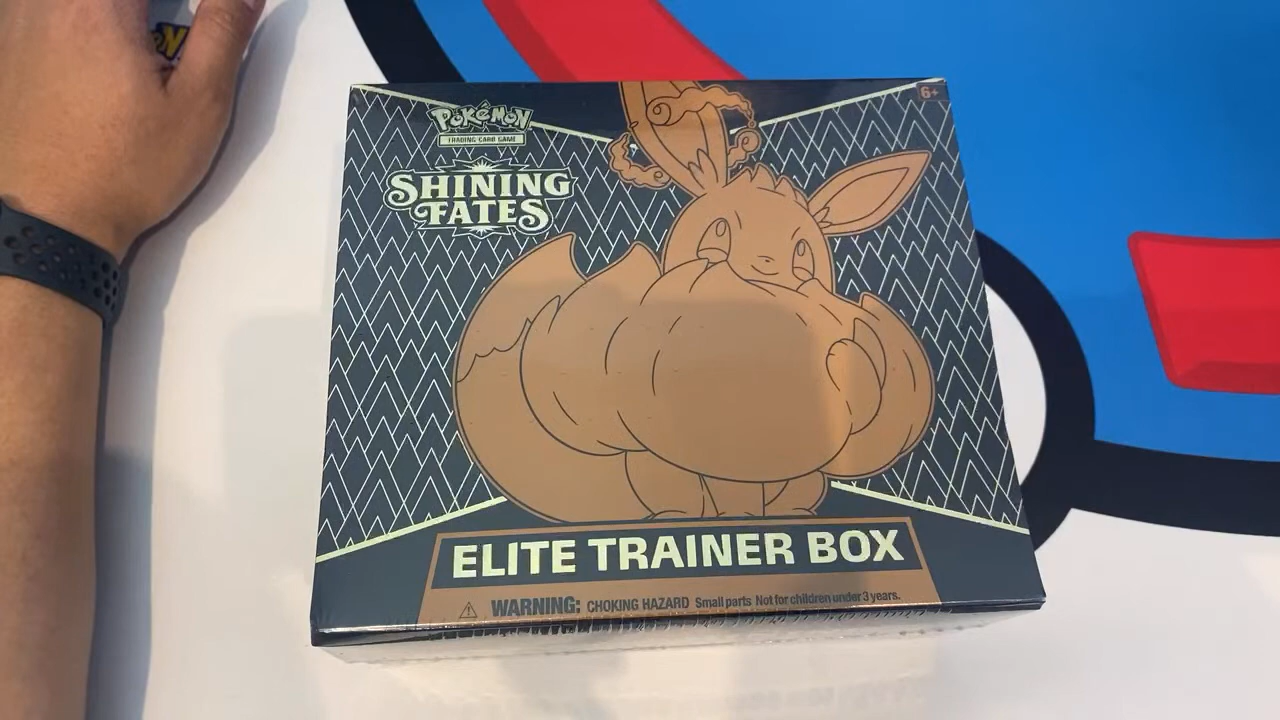 6+
POKéMON
TRADING CARD GAME
SHINING
FATES
ELITE TRAINER BOX
WARNING: CHOKING HAZARD Small parts Not for children under 3 years.